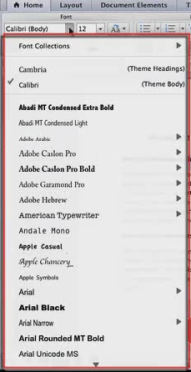 Home Layout Document Elements
Font
Calibri (Body) 12
Font Collections
Cambria (Theme Headings)
Calibri (Theme Body)
Abadi MT Condensed Extra Bold
Abadi MT Condensed Light
Adobe Arabic
Adobe Caslon Pro
Adobe Caslon Pro Bold
Adobe Garamond Pro
Adobe Hebrew
American Typewriter
Andale Mono
Apple Casual
Apple Chancery
Apple Symbols
Arial
Arial Black
Arial Narrow
Arial Rounded MT Bold
Arial Unicode MS